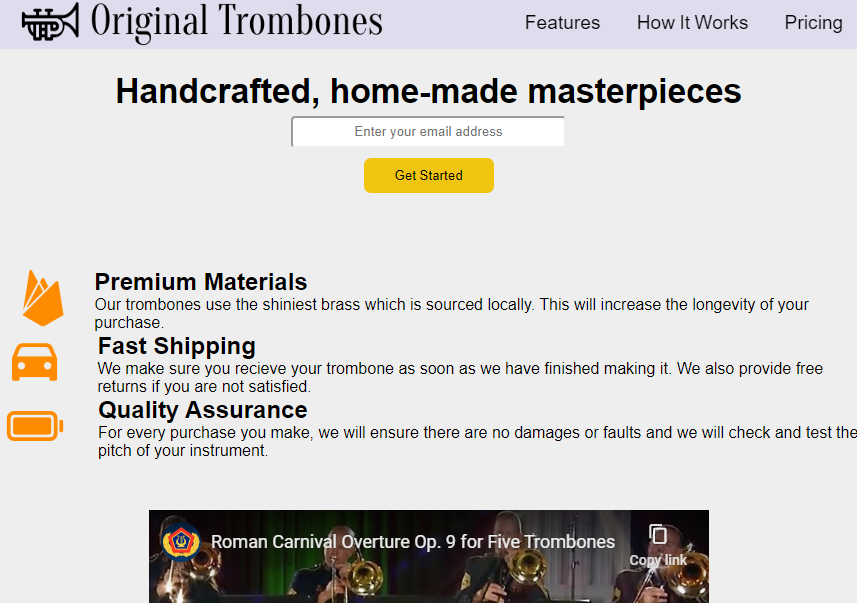 Original Trombones
Features
How It Works
Pricing
Handcrafted, home-made masterpieces
Enter your email address
Get Started
Premium Materials
Our trombones use the shiniest brass which is sourced locally. This will increase the longevity of your
purchase.
Fast Shipping
We make sure you recieve your trombone as soon as we have finished making it. We also provide free
returns if you are not satisfied.
Quality Assurance
For every purchase you make, we will ensure there are no damages or faults and we will check and test the
pitch of your instrument.
Roman Carnival Overture Op. 9 for Five Trombones
Copy link